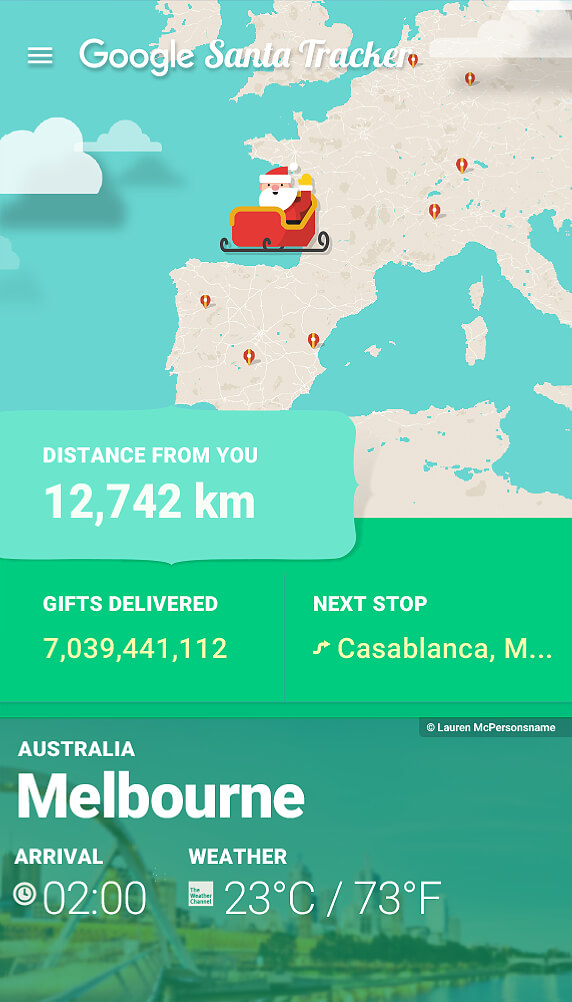 Google Santa Tracker
DISTANCE FROM YOU
12,742 km
GIFTS DELIVERED
7,039,441,112
NEXT STOP
Casablanca, M...
© Lauren McPersonsname
AUSTRALIA
Melbourne
ARRIVAL
02:00
WEATHER
The
Weather
Channel
23°C / 73°F